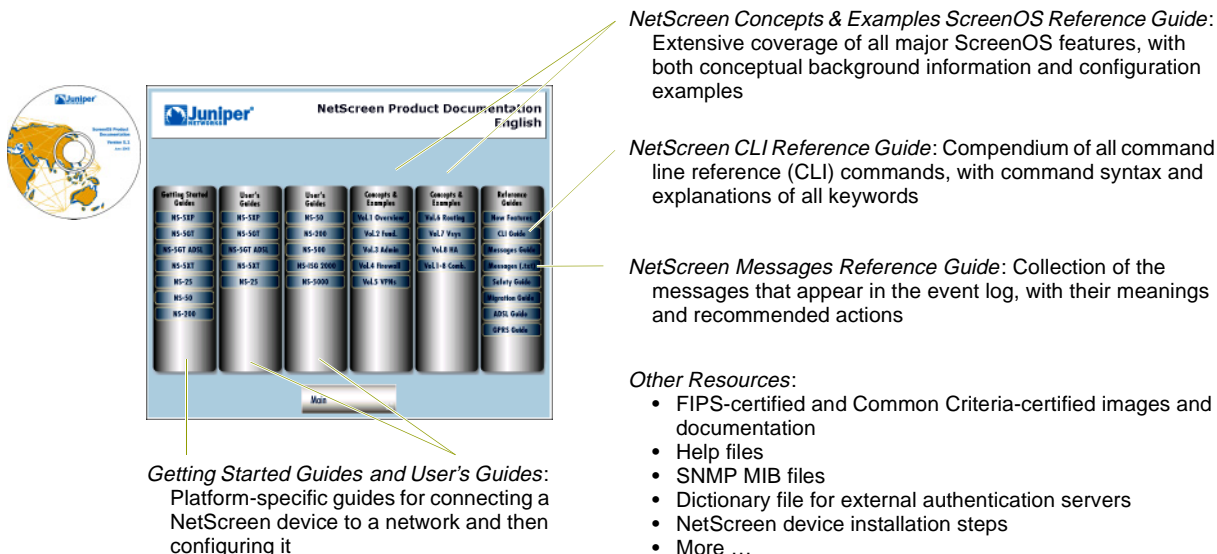 NetScreen Concepts & Examples ScreenOS Reference Guide:
Extensive coverage of all major ScreenOS features, with
both conceptual background information and configuration
examples
NetScreen CLI Reference Guide: Compendium of all command
line reference (CLI) commands, with command syntax and
explanations of all keywords
NetScreen Messages Reference Guide: Collection of the
messages that appear in the event log, with their meanings
and recommended actions
Other Resources:
• FIPS-certified and Common Criteria-certified images and
documentation
• Help files
• SNMP MIB files
• Dictionary file for external authentication servers
• NetScreen device installation steps
• More …
Juniper
ScreenOS Product
Documentation
Juniper
NETWORKS
NetScreen Product Documentation
English
Getting Started
Guides
NS-5XP
NS-5GT
NS-5GT ADSL
NS-5XT
NS-25
NS-50
NS-200
User's
Guides
NS-5XP
NS-5GT
NS-5GT ADSL
NS-5XT
NS-25
User's
Guides
NS-50
NS-200
NS-500
NS-ISG 2000
NS-5000
Concepts &
Examples
Vol.1 Overview
Vol.2 Fund.
Vol.3 Admin
Vol.4 Firewall
Vol.5 VPNs
Concepts &
Examples
Vol.6 Routing
Vol.7 Vsys
Vol.8 HA
Vol.1-8 Comb.
Reference
Guides
New Features
CLI Guide
Messages Guide
Messages (.txt)
Safety Guide
Migration Guide
ADSL Guide
GPRS Guide
Main
Getting Started Guides and User's Guides:
Platform-specific guides for connecting a
NetScreen device to a network and then
configuring it